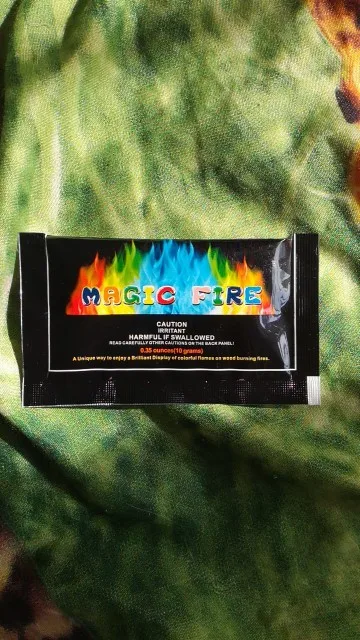 MAGIC FIRE
CAUTION
IRRITANT
HARMFUL IF SWALLOWED
READ CAREFULLY OTHER CAUTIONS ON THE BACK PANEL!
0.35 ounces(10 grams)
A Unique way to enjoy a Brilliant Display of colorful flames on wood burning fires.